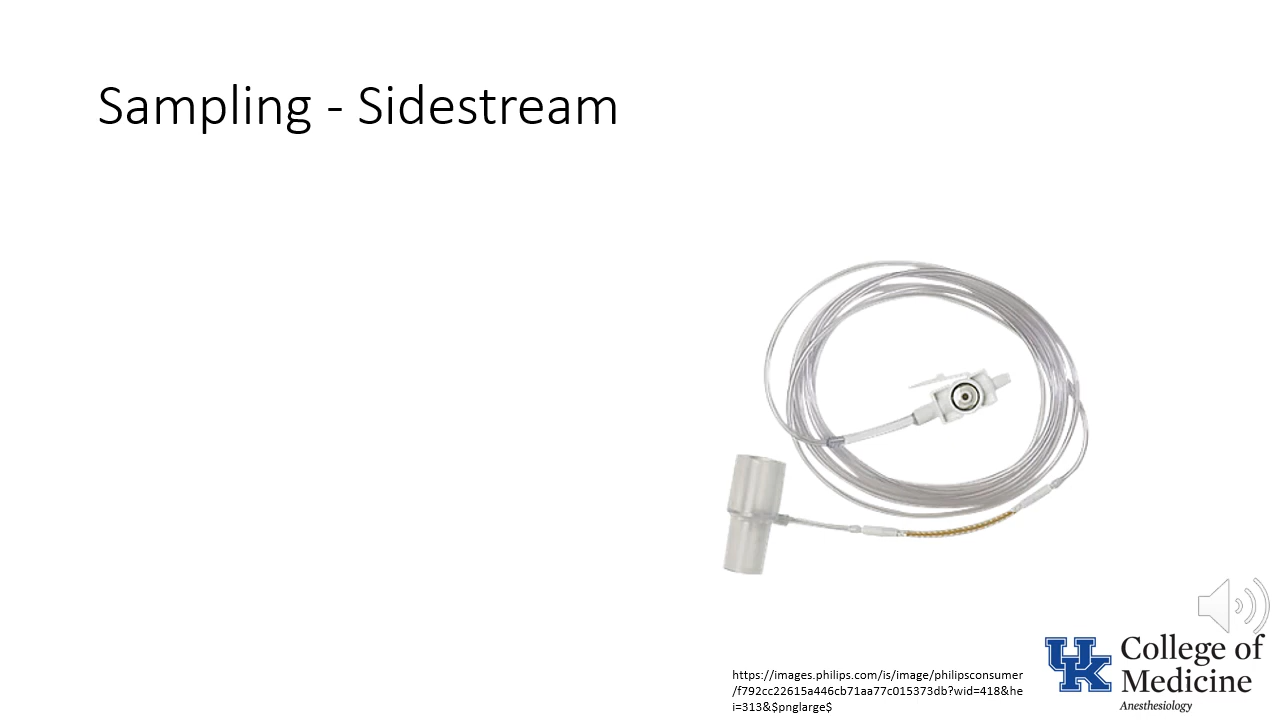 Sampling - Sidestream
https://images.philips.com/is/image/philipsconsumer
/f792cc22615a446cb71aa77c015373db?wid=418&he
i=313&$pnglarge$
UK
College of
Medicine
Anesthesiology